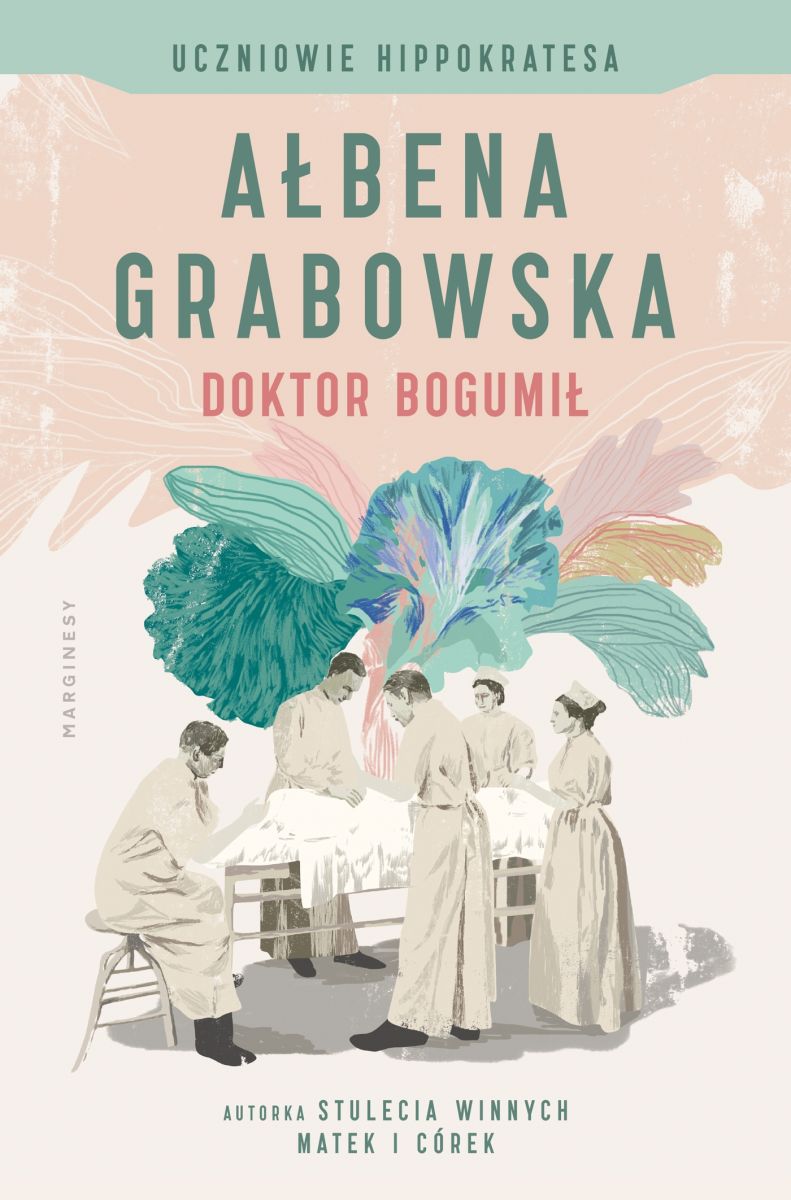 UCZNIOWIE HIPPOKRATESA
AŁBENA
GRABOWSKA
DOKTOR BOGUMIŁ
MARGINESY
AUTORKA STULECIA WINNYCH
MATEK I CÓREK